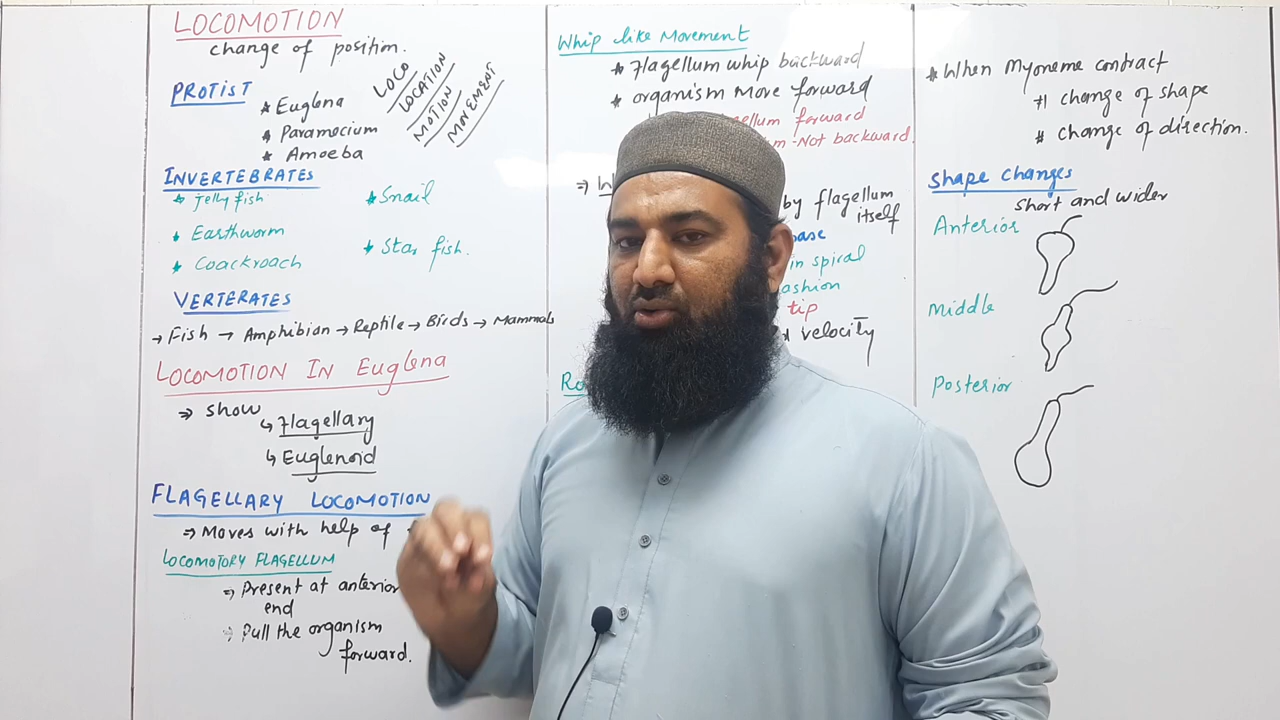 LOCOMOTION
change of position.
LOCO
LOCATION
MOTION
MOVEMENT
PROTIST
* Euglena
* Paramocium
* Amoeba
INVERTEBRATES
* jelly fish
* Earthworm
* Coackroach
* Snail
* Star fish.
VERTERATES
→ Fish → Amphibian → Reptile → Birds → Mammals
LOCOMOTION IN Euglena
⇒ show
↳ Flagellary
↳ Euglenoid
FLAGELLARY LOCOMOTION
⇒ Moves with help of
LOCOMOTORY FLAGELLUM
⇒ Present at anterior
end
⇒ Pull the organism
forward.
Whip like Movement
* Flagellum whip backward
* organism Move forward
forward
-Not backward.
by flagellum
itself
in spiral
tip
velocity
* When Myoneme contract
* change of shape
* change of direction.
Shape changes
Short and wider
Anterior
Middle
Posterior